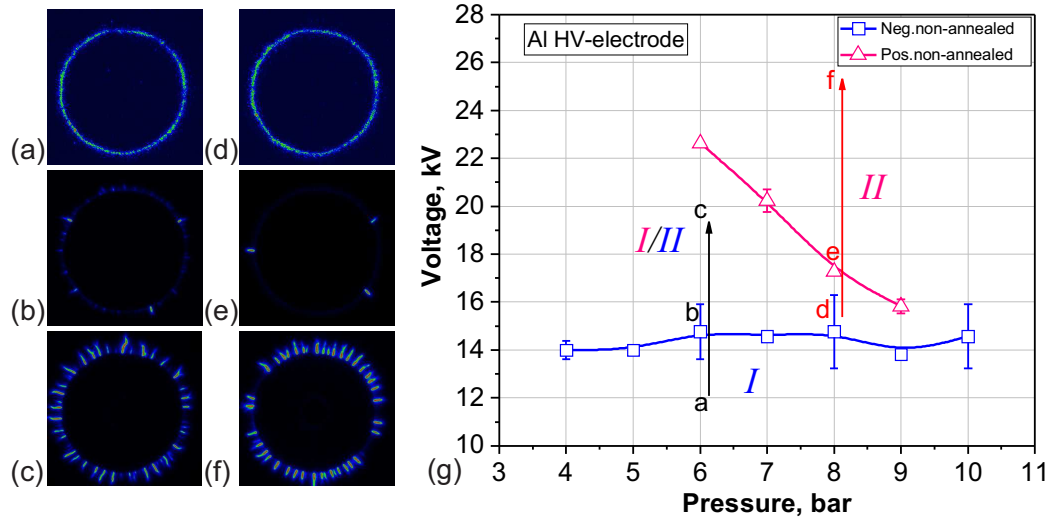 (a)
(d)
(b)
(e)
(c)
(f)
(g)
Al HV-electrode
Neg.non-annealed
Pos.non-annealed
Voltage, kV
28
26
24
22
20
18
16
14
12
10
f
c
II
I/II
e
b
d
a
I
3 4 5 6 7 8 9 10 11
Pressure, bar